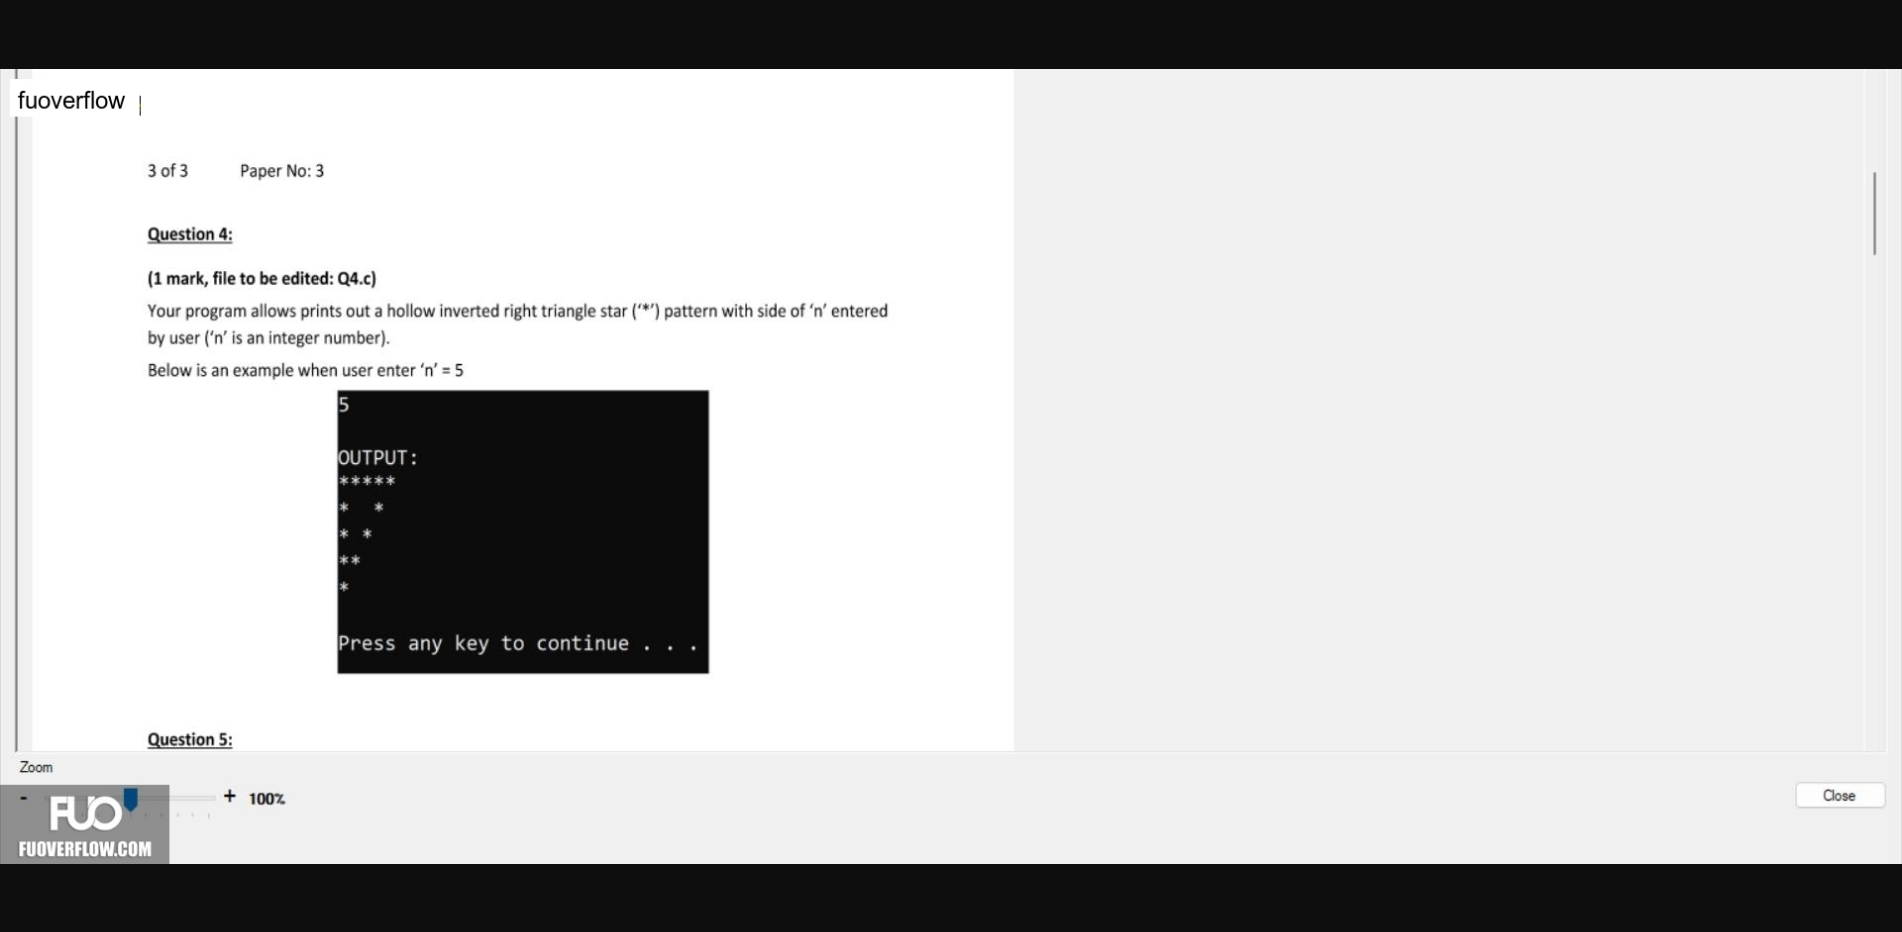 fuoverflow
3 of 3 Paper No: 3
Question 4:
(1 mark, file to be edited: Q4.c)
Your program allows prints out a hollow inverted right triangle star (‘*’) pattern with side of ‘n’ entered
by user (‘n’ is an integer number).
Below is an example when user enter ‘n’ = 5
5
OUTPUT:
*****
*  *
* *
**
*
Press any key to continue . . .
Question 5:
Zoom
- + 100%
Close
FUO
FUOVERFLOW.COM